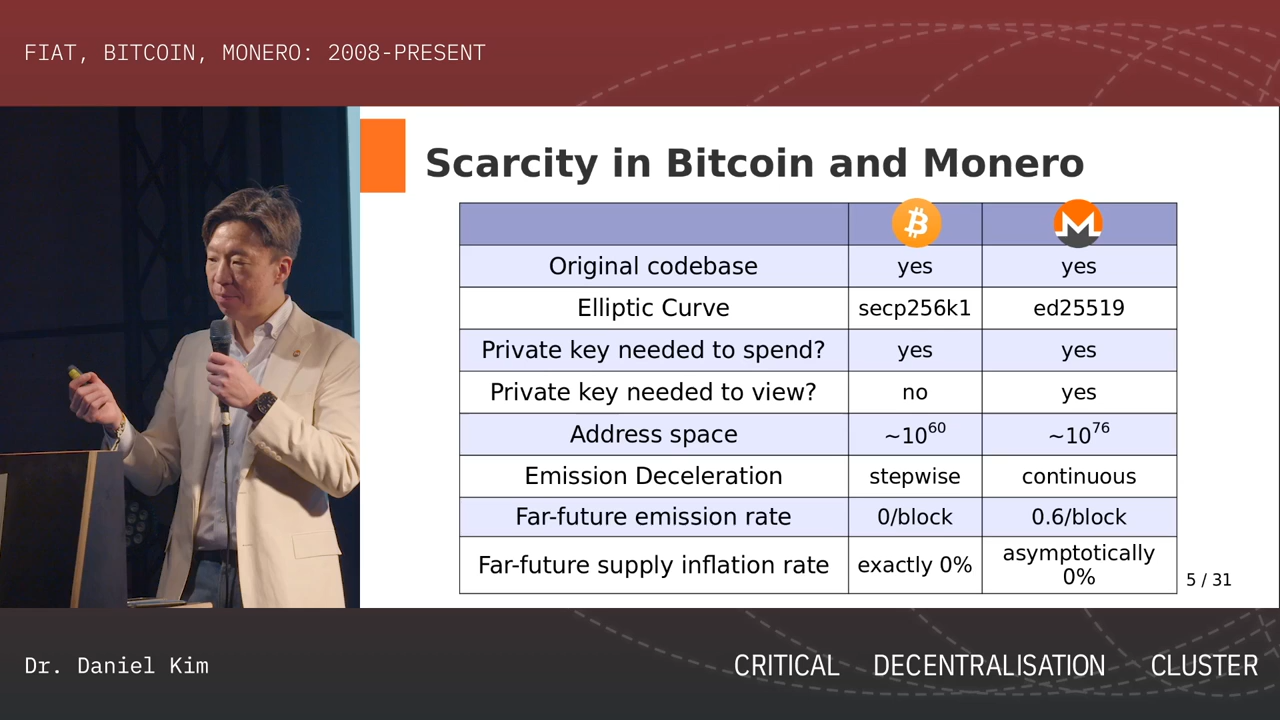 FIAT, BITCOIN, MONERO: 2008-PRESENT
Scarcity in Bitcoin and Monero
Original codebase yes yes
Elliptic Curve secp256k1 ed25519
Private key needed to spend? yes yes
Private key needed to view? no yes
Address space ~10^60 ~10^76
Emission Deceleration stepwise continuous
Far-future emission rate 0/block 0.6/block
Far-future supply inflation rate exactly 0% asymptotically
0%
5 / 31
Dr. Daniel Kim
CRITICAL DECENTRALISATION CLUSTER